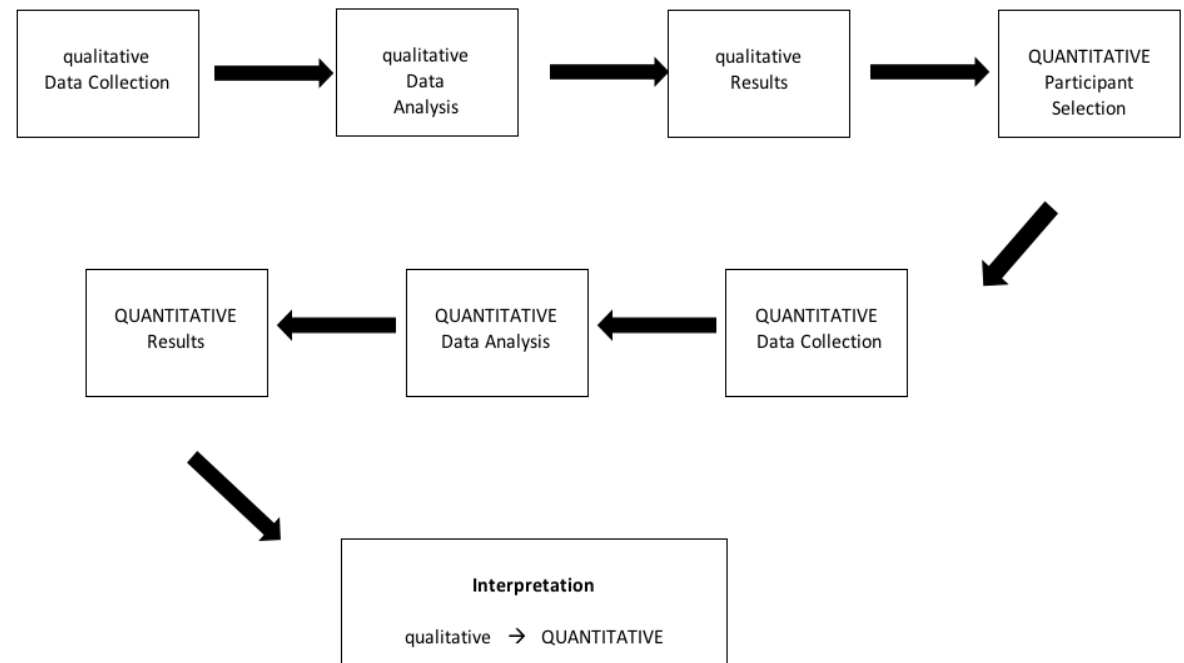 qualitative
Data Collection
qualitative
Data
Analysis
qualitative
Results
QUANTITATIVE
Participant
Selection
QUANTITATIVE
Data Collection
QUANTITATIVE
Data Analysis
QUANTITATIVE
Results
Interpretation
qualitative → QUANTITATIVE